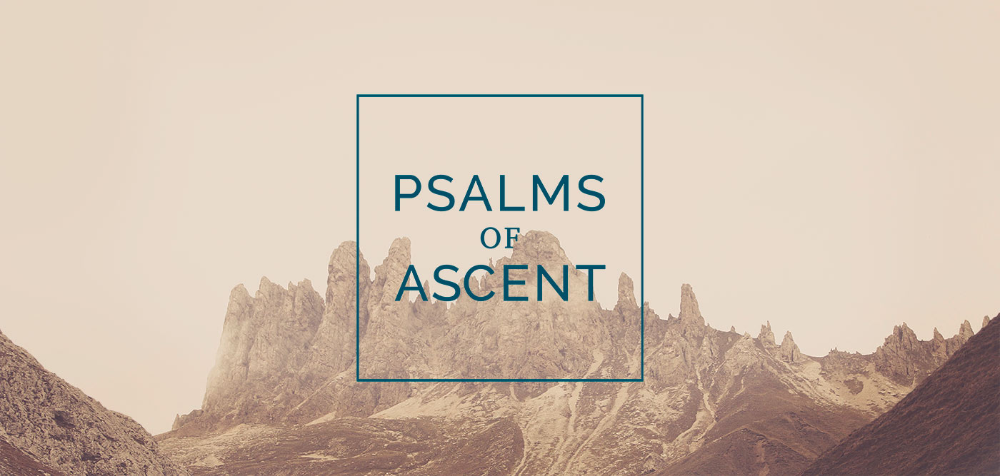 PSALMS
OF
ASCENT